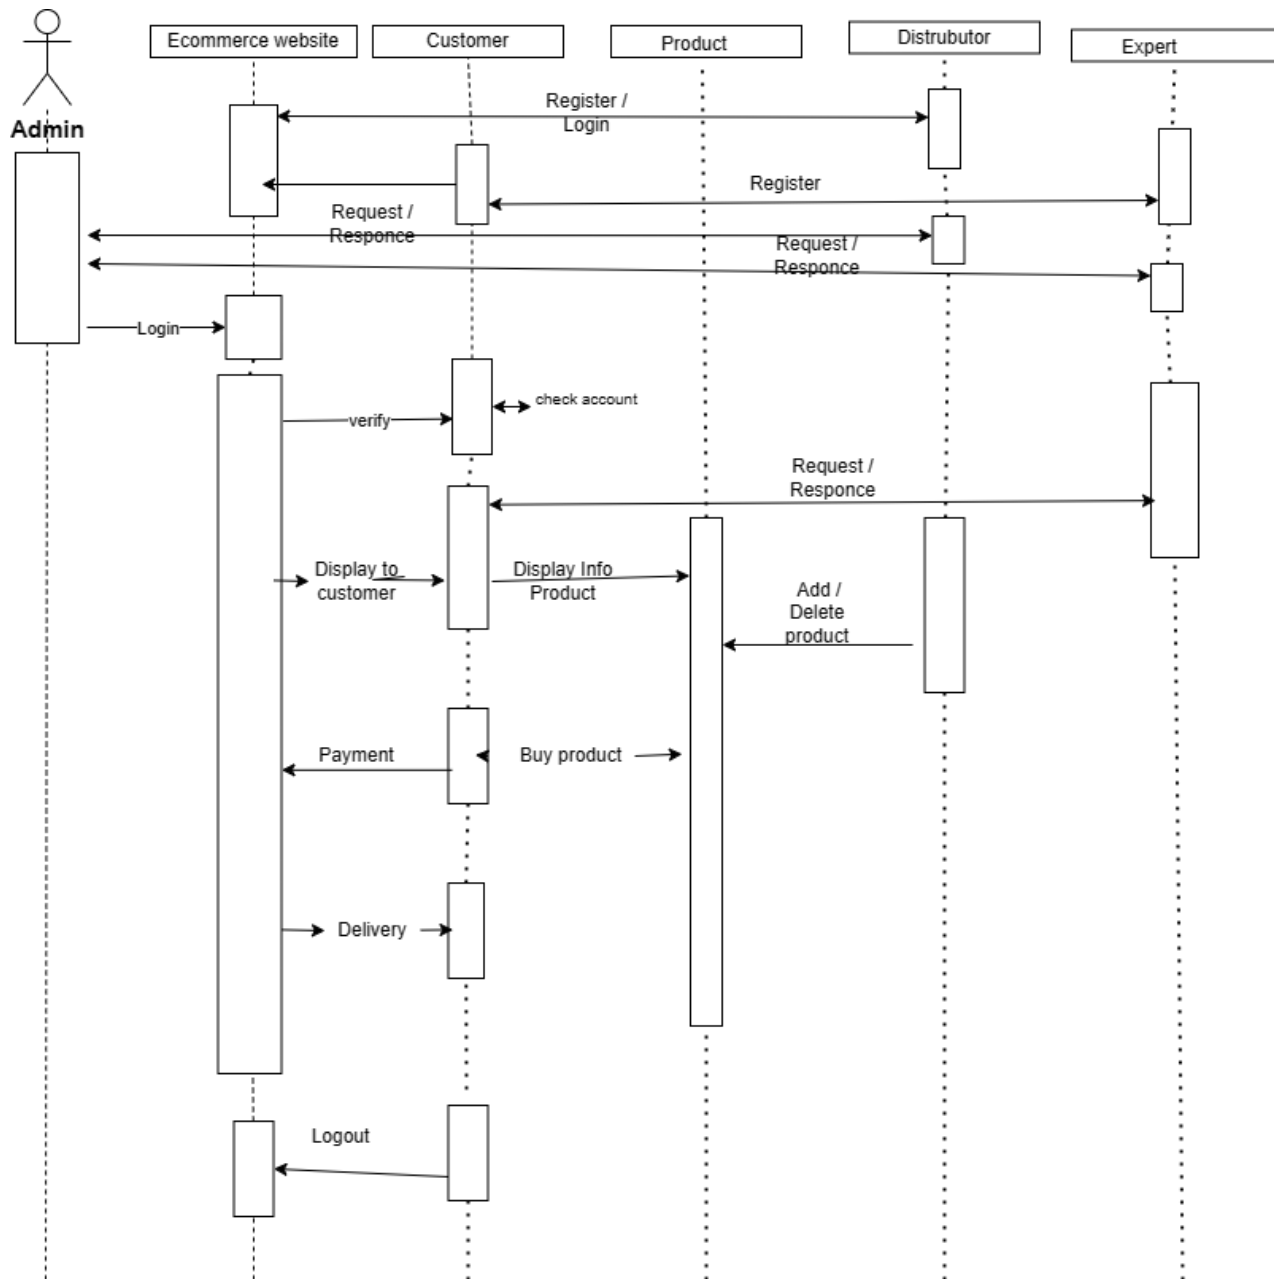 Ecommerce website
Customer
Product
Distrubutor
Expert
Admin
Register /
Login
Register
Request /
Responce
Request /
Responce
Login
check account
verify
Request /
Responce
Display to
customer
Display Info
Product
Add /
Delete
product
Payment
Buy product
Delivery
Logout